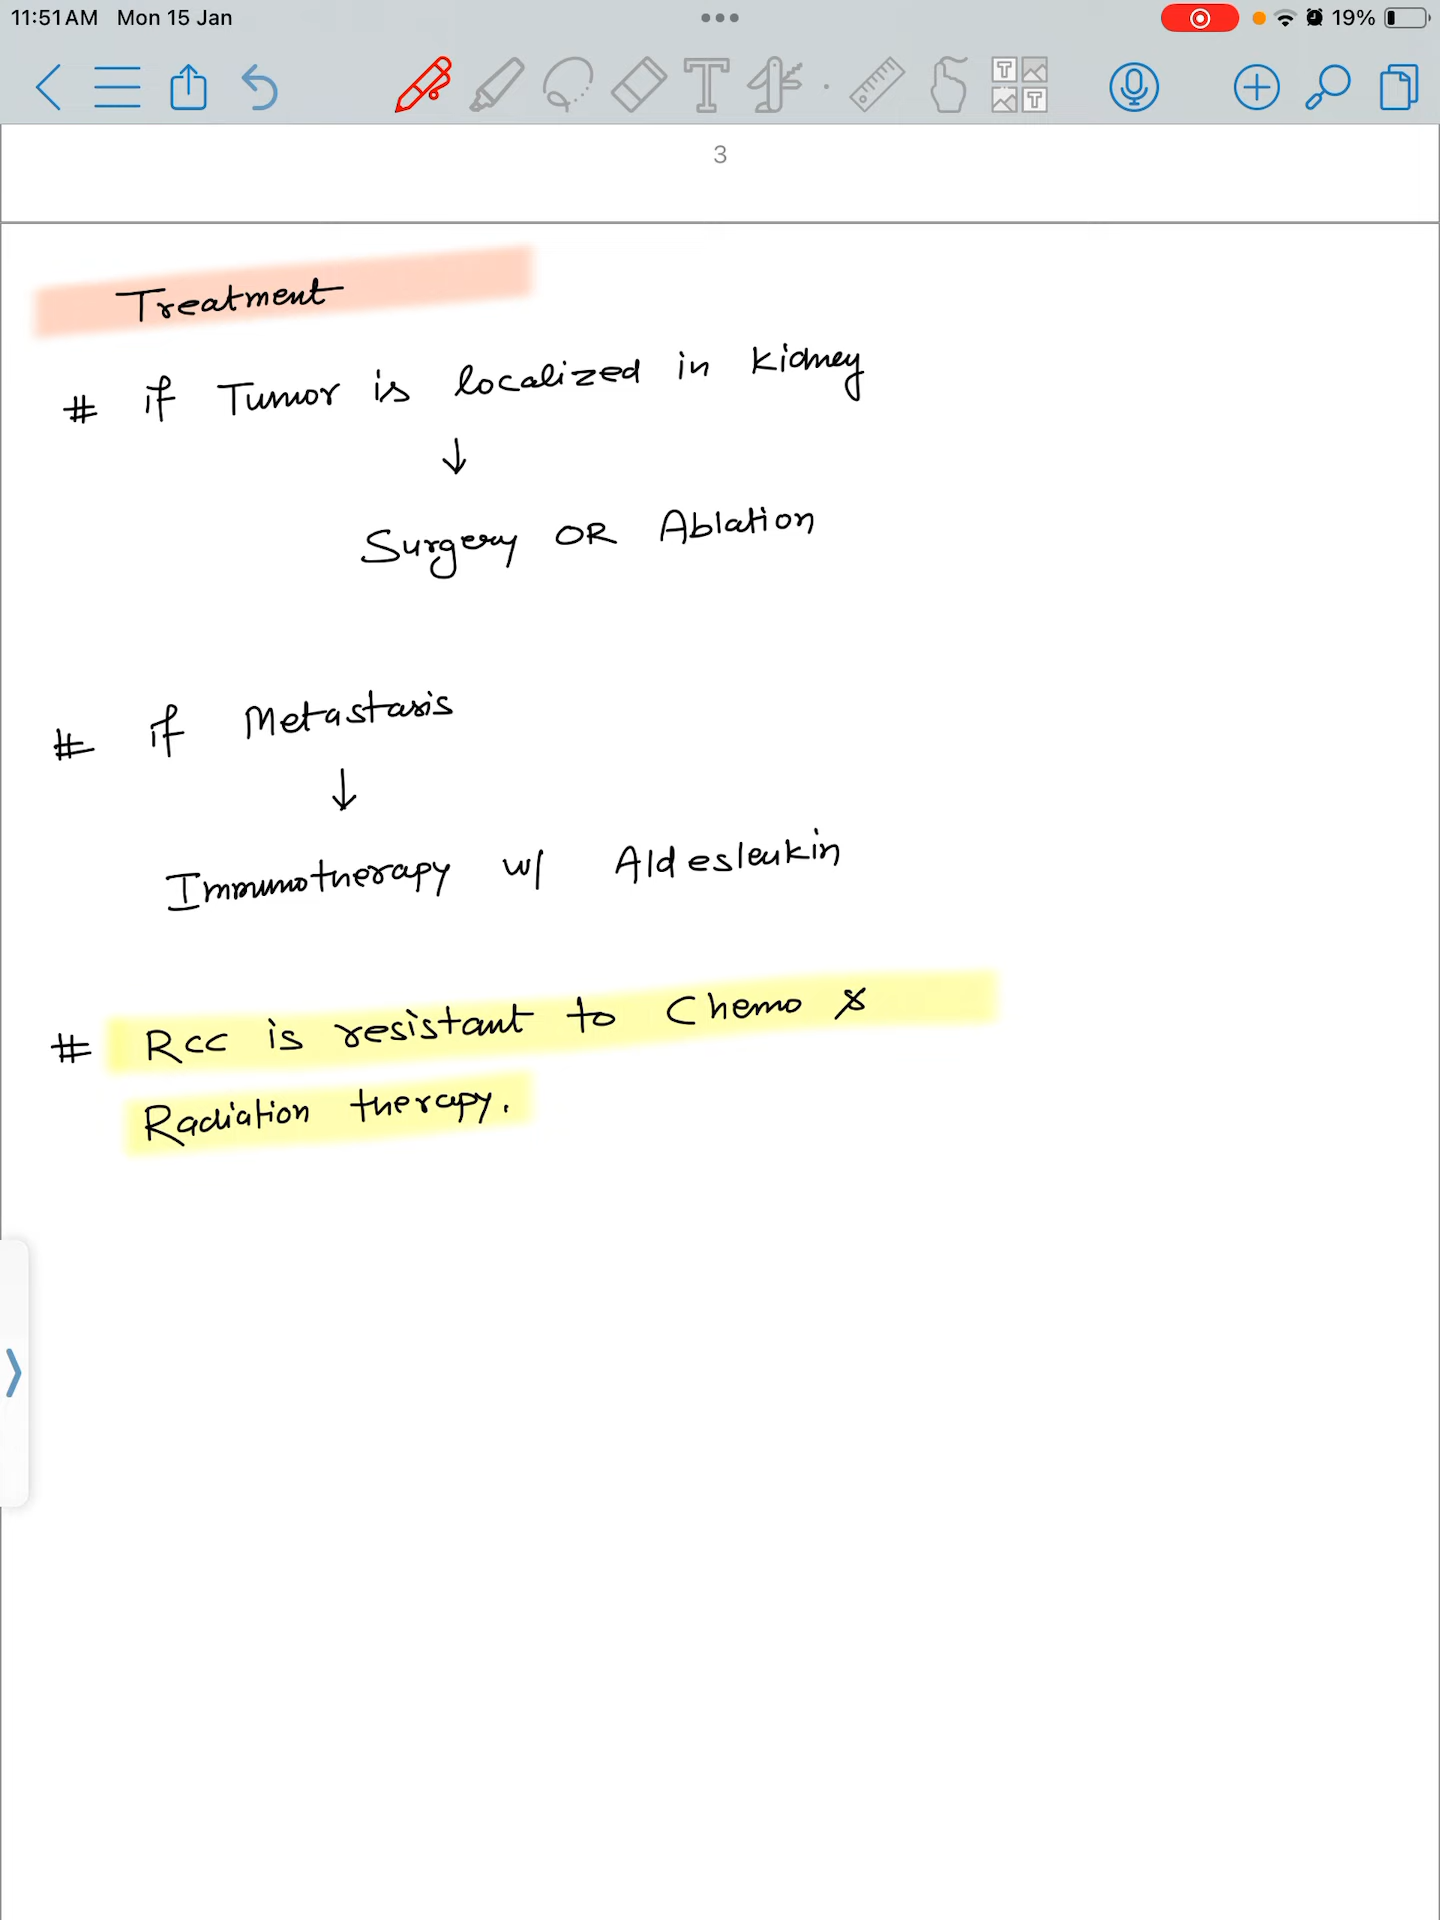 11:51 AM Mon 15 Jan 19%
3
Treatment
# if Tumor is localized in kidney
↓
Surgery OR Ablation
# if Metastasis
↓
Immunotherapy w/ Aldesleukin
# RCC is resistant to Chemo &
Radiation therapy.